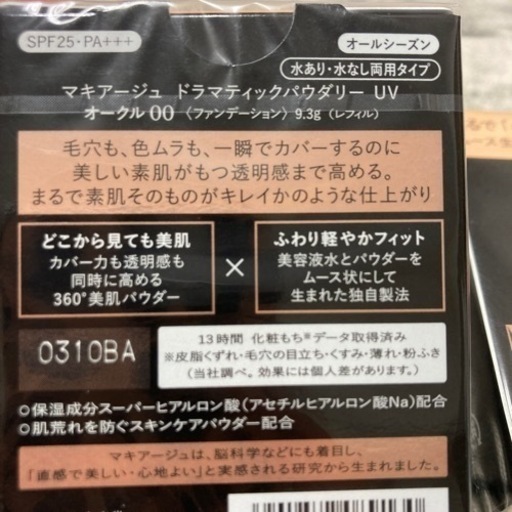 SPF25・PA+++
オールシーズン
水あり・水なし両用タイプ
マキアージュ ドラマティックパウダリー UV
オークル00〈ファンデーション〉9.3g(レフィル)
毛穴も、色ムラも、一瞬でカバーするのに
美しい素肌がもつ透明感まで高める。
まるで素肌そのものがキレイかのような仕上がり
どこから見ても美肌
カバー力も透明感も
同時に高める
360°美肌パウダー
×
ふわり軽やかフィット
美容液水とパウダーを
ムース状にして
生まれた独自製法
0310BA
13時間 化粧もち※データ取得済み
※皮脂くずれ・毛穴の目立ち・くすみ・薄れ・粉ふき
(当社調べ。効果には個人差があります。)
○保湿成分スーパーヒアルロン酸(アセチルヒアルロン酸Na)配合
○肌荒れを防ぐスキンケアパウダー配合
マキアージュは、脳科学などにも着目し、
「直感で美しい・心地よい」と実感される研究から生まれました。